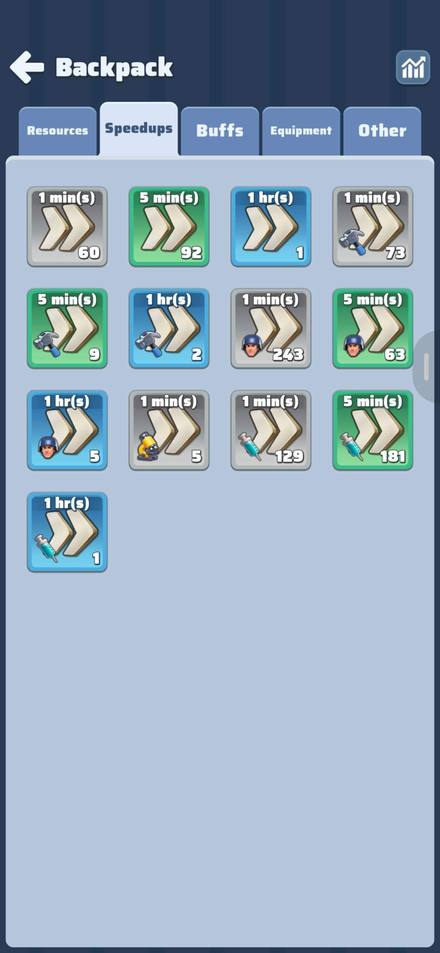 Backpack
Resources
Speedups
Buffs
Equipment
Other
1 min(s)
60
5 min(s)
92
1 hr(s)
1
1 min(s)
73
5 min(s)
9
1 hr(s)
2
1 min(s)
243
5 min(s)
63
1 hr(s)
5
1 min(s)
5
1 min(s)
129
5 min(s)
181
1 hr(s)
1